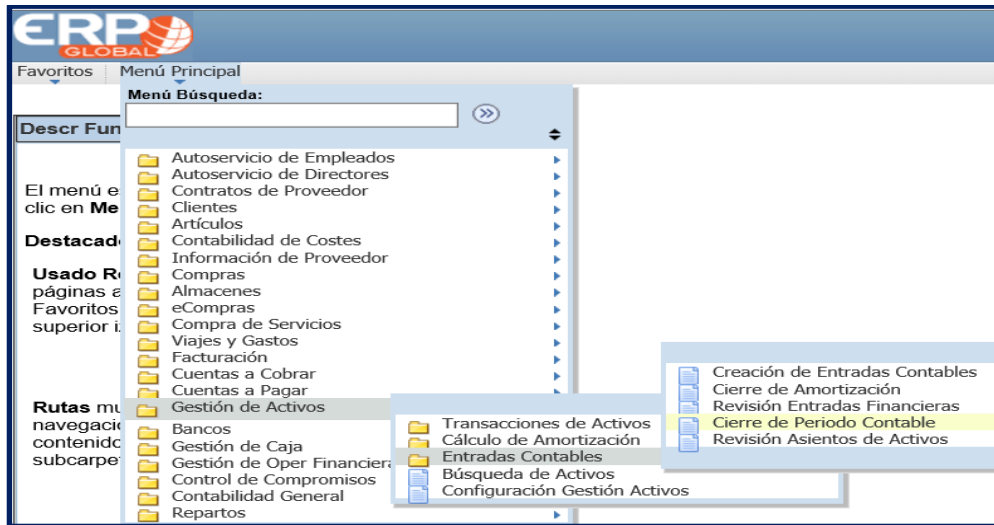 ERP
GLOBAL
Favoritos Menú Principal
Menú Búsqueda:
Descr Fun
El menú e
clic en Me
Destacad
Usado R
páginas a
Favoritos
superior i
Rutas mu
navegació
contenido
subcarpe
Autoservicio de Empleados
Autoservicio de Directores
Contratos de Proveedor
Clientes
Artículos
Contabilidad de Costes
Información de Proveedor
Compras
Almacenes
eCompras
Compra de Servicios
Viajes y Gastos
Facturación
Cuentas a Cobrar
Cuentas a Pagar
Gestión de Activos
Bancos
Gestión de Caja
Gestión de Oper Financier
Control de Compromisos
Contabilidad General
Repartos
Transacciones de Activos
Cálculo de Amortización
Entradas Contables
Búsqueda de Activos
Configuración Gestión Activos
Creación de Entradas Contables
Cierre de Amortización
Revisión Entradas Financieras
Cierre de Periodo Contable
Revisión Asientos de Activos